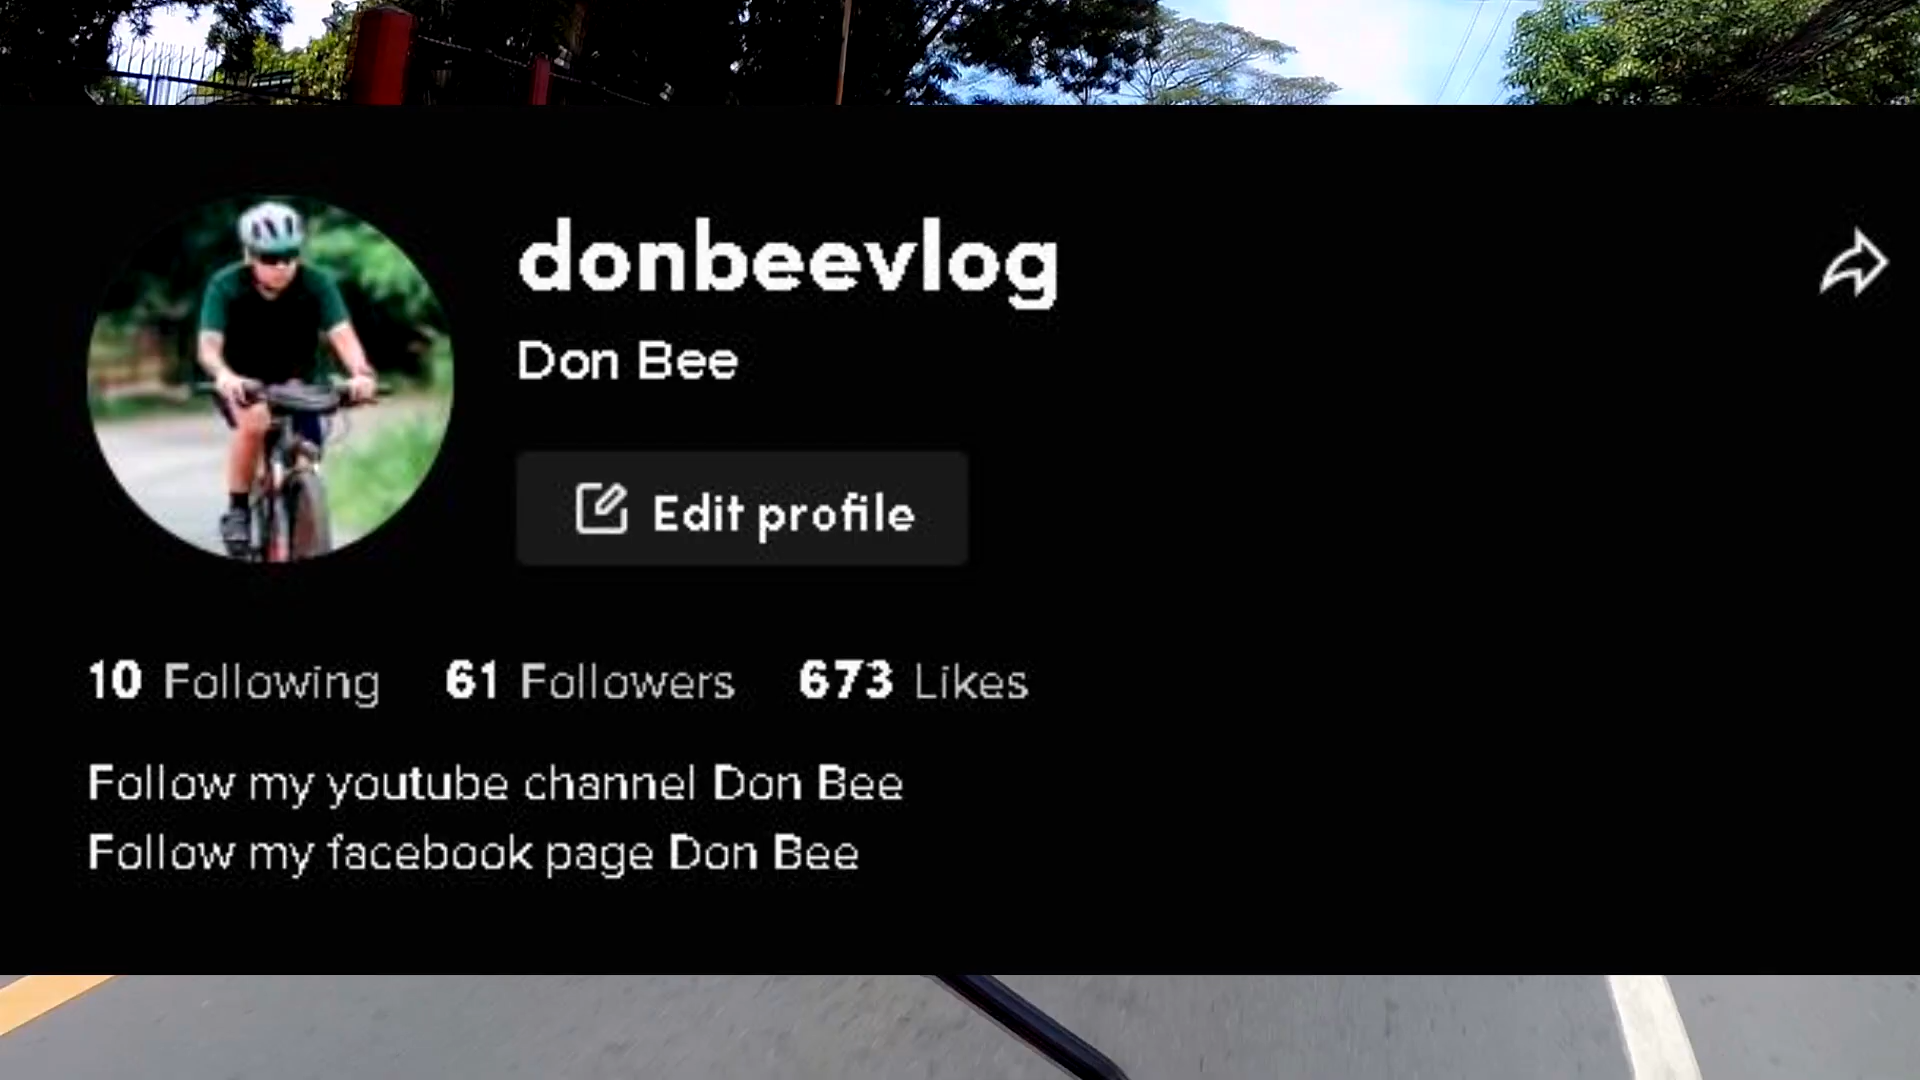 donbeevlog
Don Bee
Edit profile
10 Following 61 Followers 673 Likes
Follow my youtube channel Don Bee
Follow my facebook page Don Bee